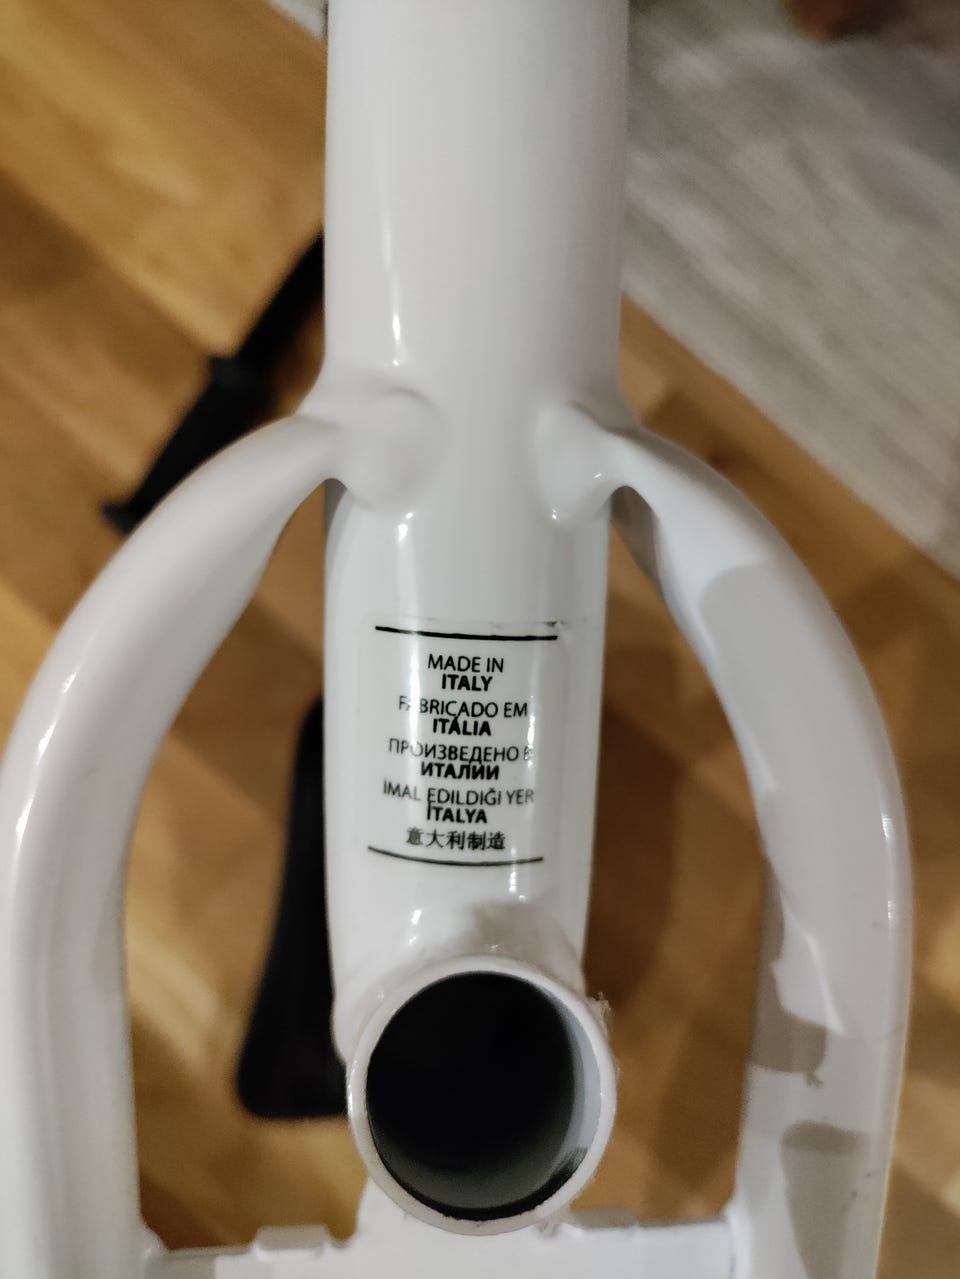 MADE IN
ITALY
FABRICADO EM
ITÁLIA
ПРОИЗВЕДЕНО В
ИТАЛИИ
İMAL EDILDIĞI YER
İTALYA
意大利制造